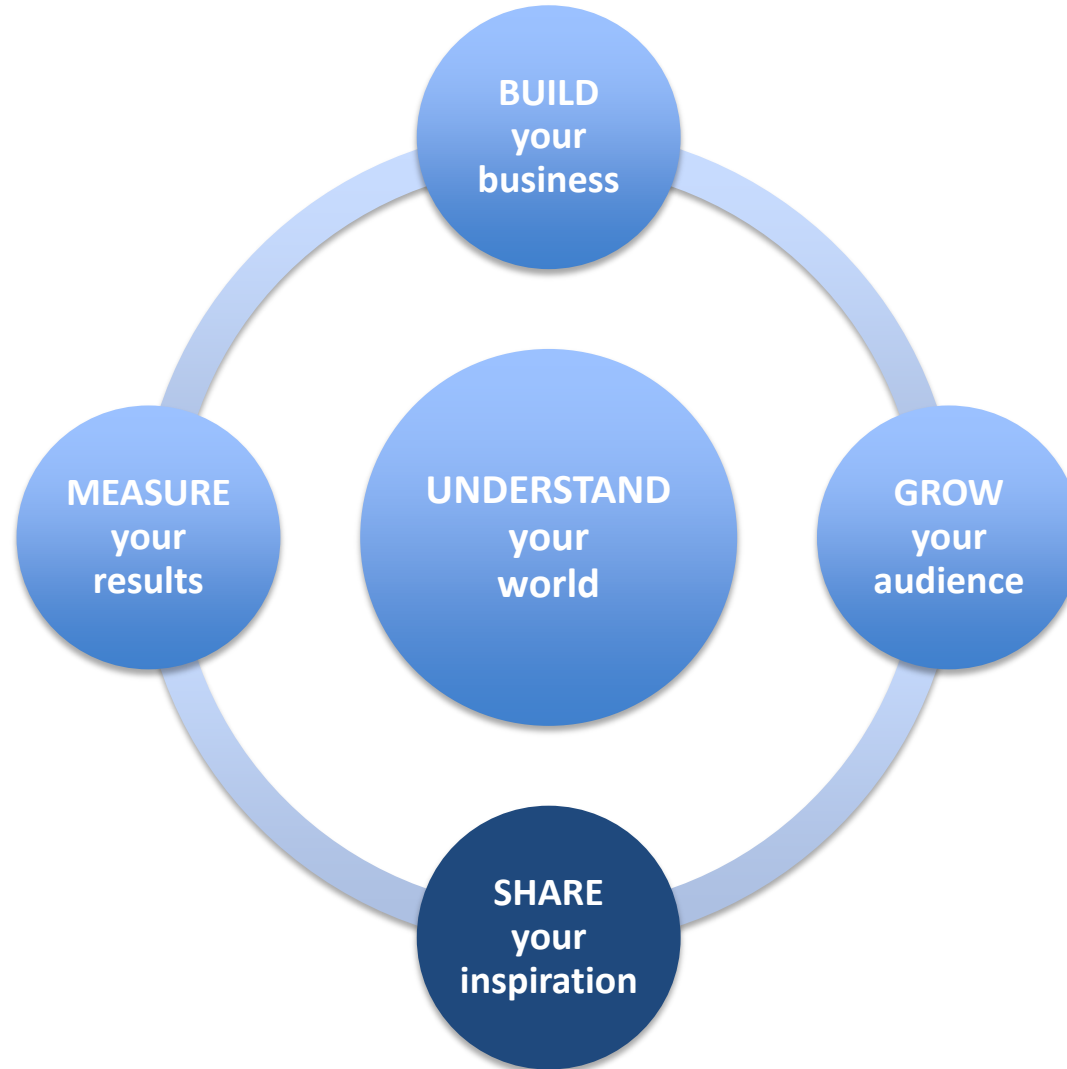 BUILD
your
business
MEASURE
your
results
UNDERSTAND
your
world
GROW
your
audience
SHARE
your
inspiration